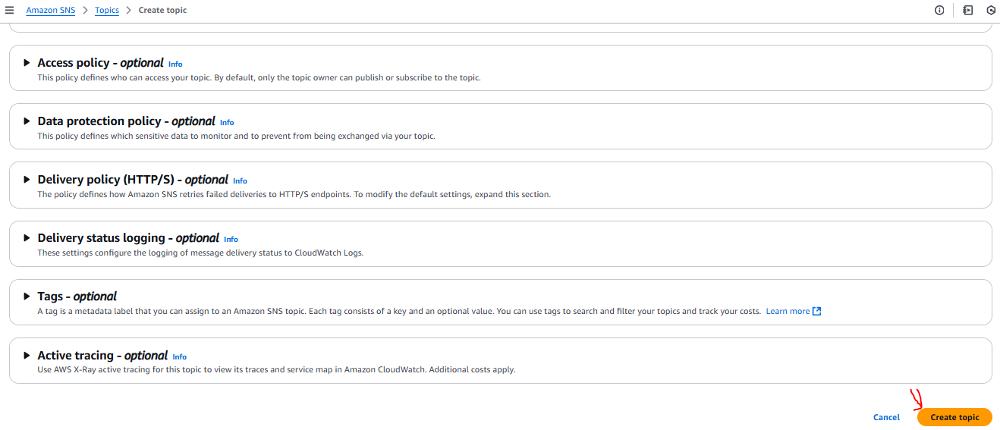 Amazon SNS > Topics > Create topic
Access policy - optional Info
This policy defines who can access your topic. By default, only the topic owner can publish or subscribe to the topic.
Data protection policy - optional Info
This policy defines which sensitive data to monitor and to prevent from being exchanged via your topic.
Delivery policy (HTTP/S) - optional Info
The policy defines how Amazon SNS retries failed deliveries to HTTP/S endpoints. To modify the default settings, expand this section.
Delivery status logging - optional Info
These settings configure the logging of message delivery status to CloudWatch Logs.
Tags - optional
A tag is a metadata label that you can assign to an Amazon SNS topic. Each tag consists of a key and an optional value. You can use tags to search and filter your topics and track your costs. Learn more
Active tracing - optional Info
Use AWS X-Ray active tracing for this topic to view its traces and service map in Amazon CloudWatch. Additional costs apply.
Cancel Create topic